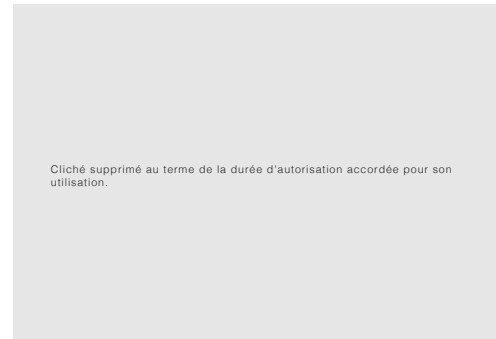 Cliché supprimé au terme de la durée d'autorisation accordée pour son
utilisation.